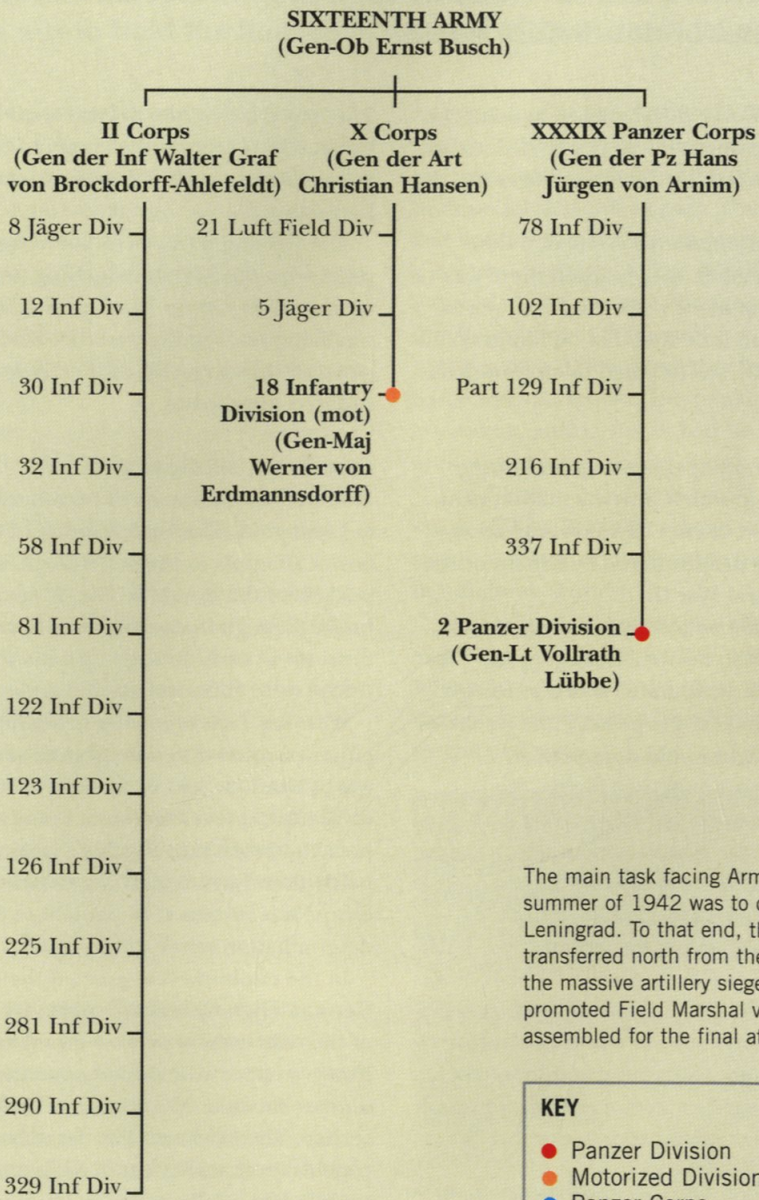 SIXTEENTH ARMY
(Gen-Ob Ernst Busch)
II Corps
(Gen der Inf Walter Graf
von Brockdorff-Ahlefeldt)
8 Jäger Div
12 Inf Div
30 Inf Div
32 Inf Div
58 Inf Div
81 Inf Div
122 Inf Div
123 Inf Div
126 Inf Div
225 Inf Div
281 Inf Div
290 Inf Div
329 Inf Div
X Corps
(Gen der Art
Christian Hansen)
21 Luft Field Div
5 Jäger Div
18 Infantry
Division (mot)
(Gen-Maj
Werner von
Erdmannsdorff)
XXXIX Panzer Corps
(Gen der Pz Hans
Jürgen von Arnim)
78 Inf Div
102 Inf Div
Part 129 Inf Div
216 Inf Div
337 Inf Div
2 Panzer Division
(Gen-Lt Vollrath
Lübbe)
The main task facing
summer of 1942 was to
Leningrad. To that end,
transferred north from
the massive artillery
promoted Field Marshal
assembled for the final
KEY
Panzer Division
Motorized Division
Panzer Corps